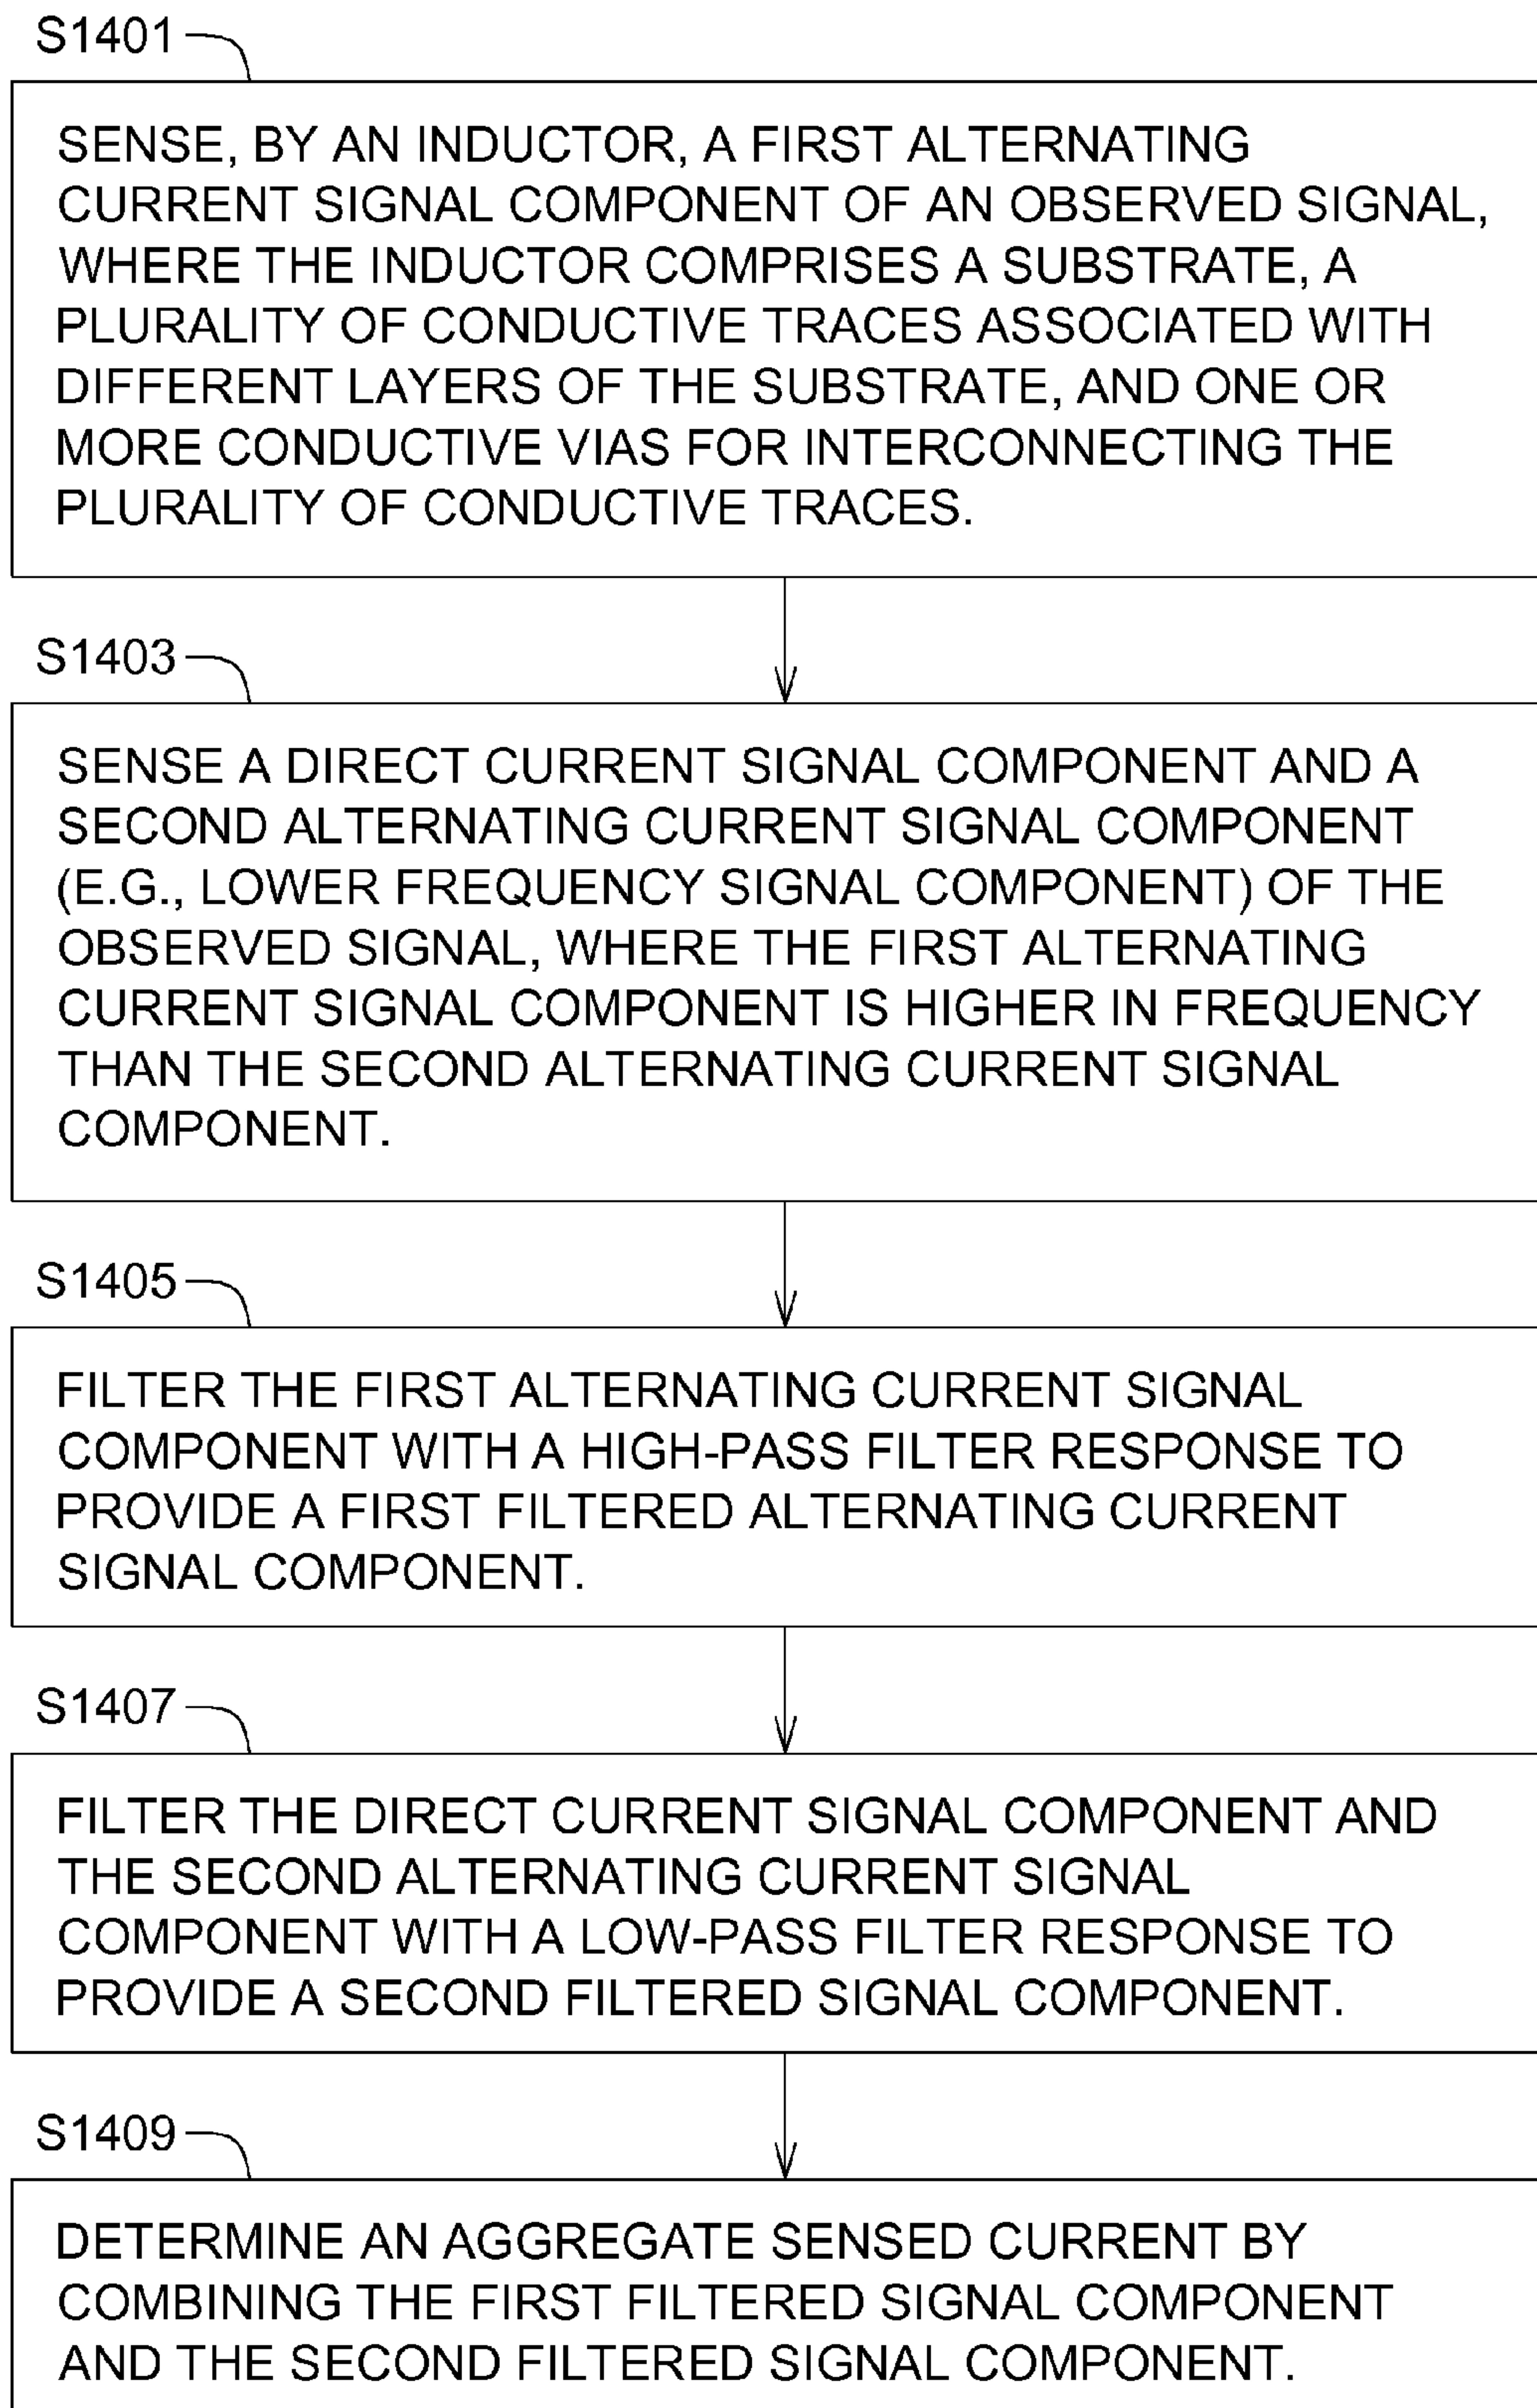 S1401
SENSE, BY AN INDUCTOR, A FIRST ALTERNATING
CURRENT SIGNAL COMPONENT OF AN OBSERVED SIGNAL,
WHERE THE INDUCTOR COMPRISES A SUBSTRATE, A
PLURALITY OF CONDUCTIVE TRACES ASSOCIATED WITH
DIFFERENT LAYERS OF THE SUBSTRATE, AND ONE OR
MORE CONDUCTIVE VIAS FOR INTERCONNECTING THE
PLURALITY OF CONDUCTIVE TRACES.
S1403
SENSE A DIRECT CURRENT SIGNAL COMPONENT AND A
SECOND ALTERNATING CURRENT SIGNAL COMPONENT
(E.G., LOWER FREQUENCY SIGNAL COMPONENT) OF THE
OBSERVED SIGNAL, WHERE THE FIRST ALTERNATING
CURRENT SIGNAL COMPONENT IS HIGHER IN FREQUENCY
THAN THE SECOND ALTERNATING CURRENT SIGNAL
COMPONENT.
S1405
FILTER THE FIRST ALTERNATING CURRENT SIGNAL
COMPONENT WITH A HIGH-PASS FILTER RESPONSE TO
PROVIDE A FIRST FILTERED ALTERNATING CURRENT
SIGNAL COMPONENT.
S1407
FILTER THE DIRECT CURRENT SIGNAL COMPONENT AND
THE SECOND ALTERNATING CURRENT SIGNAL
COMPONENT WITH A LOW-PASS FILTER RESPONSE TO
PROVIDE A SECOND FILTERED SIGNAL COMPONENT.
S1409
DETERMINE AN AGGREGATE SENSED CURRENT BY
COMBINING THE FIRST FILTERED SIGNAL COMPONENT
AND THE SECOND FILTERED SIGNAL COMPONENT.